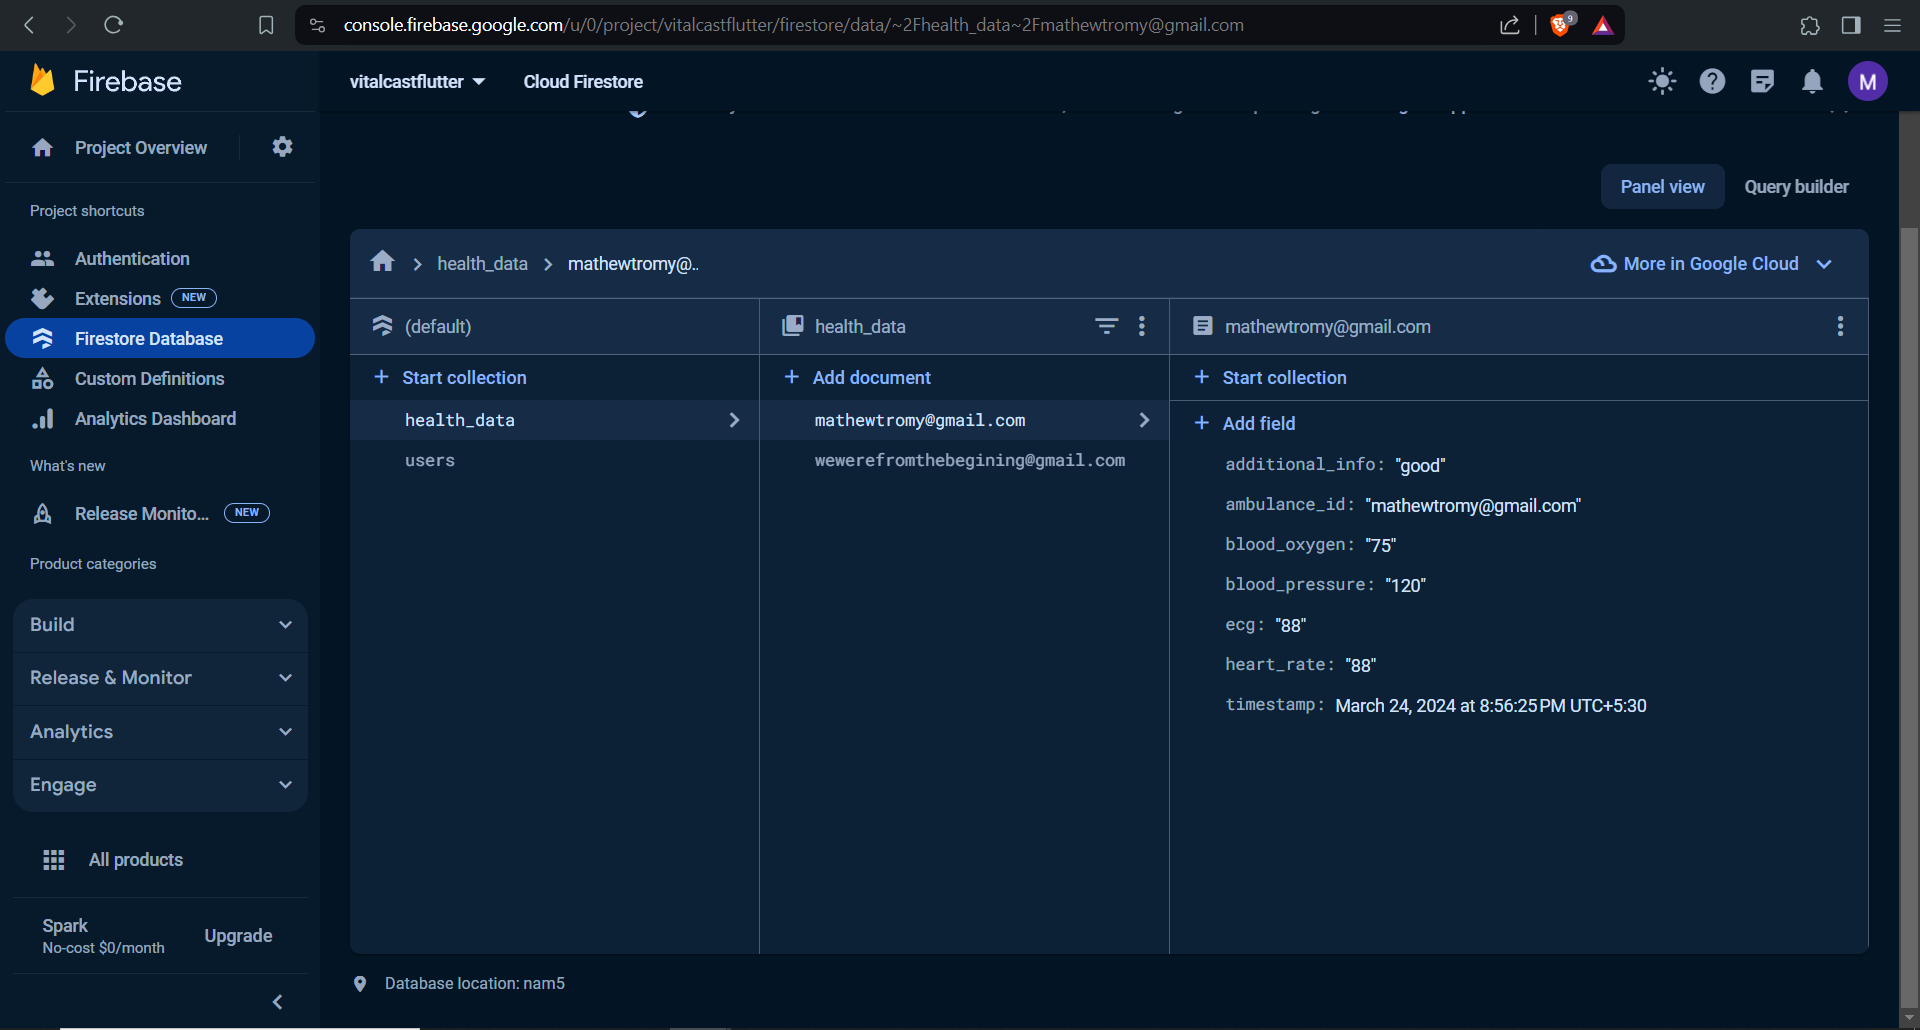 console.firebase.google.com/u/0/project/vitalcastflutter/firestore/data/~2Fhealth_data~2Fmathewtromy@gmail.com
9
Firebase
vitalcastflutter
Cloud Firestore
M
Project Overview
Panel view
Query builder
Project shortcuts
Authentication
Extensions NEW
Firestore Database
Custom Definitions
Analytics Dashboard
What's new
Release Monito... NEW
Product categories
Build
Release & Monitor
Analytics
Engage
All products
Spark
No-cost $0/month
Upgrade
health_data
mathewtromy@..
More in Google Cloud
(default)
Start collection
health_data
users
health_data
Add document
mathewtromy@gmail.com
wewerefromthebegining@gmail.com
mathewtromy@gmail.com
Start collection
Add field
additional_info: "good"
ambulance_id: "mathewtromy@gmail.com"
blood_oxygen: "75"
blood_pressure: "120"
ecg: "88"
heart_rate: "88"
timestamp: March 24, 2024 at 8:56:25 PM UTC+5:30
Database location: nam5